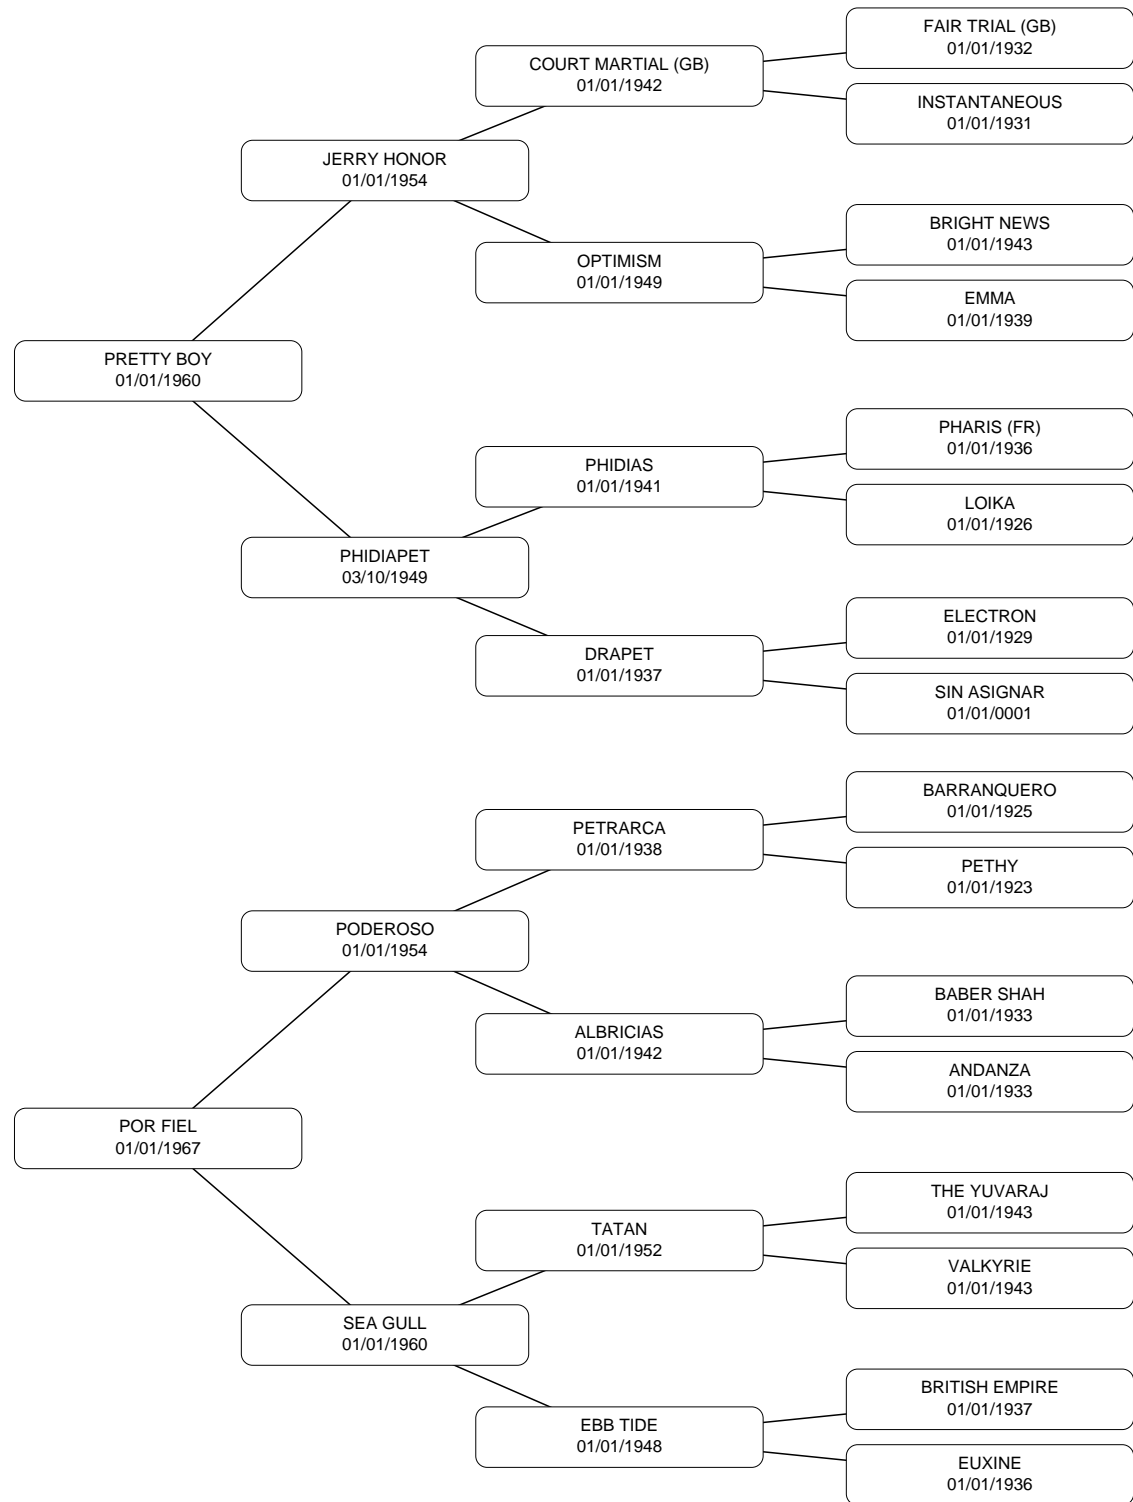 FAIR TRIAL (GB)
01/01/1932
COURT MARTIAL (GB)
01/01/1942
INSTANTANEOUS
01/01/1931
JERRY HONOR
01/01/1954
BRIGHT NEWS
01/01/1943
OPTIMISM
01/01/1949
EMMA
01/01/1939
PRETTY BOY
01/01/1960
PHARIS (FR)
01/01/1936
PHIDIAS
01/01/1941
LOIKA
01/01/1926
PHIDIAPET
03/10/1949
ELECTRON
01/01/1929
DRAPET
01/01/1937
SIN ASIGNAR
01/01/0001
BARRANQUERO
01/01/1925
PETRARCA
01/01/1938
PETHY
01/01/1923
PODEROSO
01/01/1954
BABER SHAH
01/01/1933
ALBRICIAS
01/01/1942
ANDANZA
01/01/1933
POR FIEL
01/01/1967
THE YUVARAJ
01/01/1943
TATAN
01/01/1952
VALKYRIE
01/01/1943
SEA GULL
01/01/1960
BRITISH EMPIRE
01/01/1937
EBB TIDE
01/01/1948
EUXINE
01/01/1936